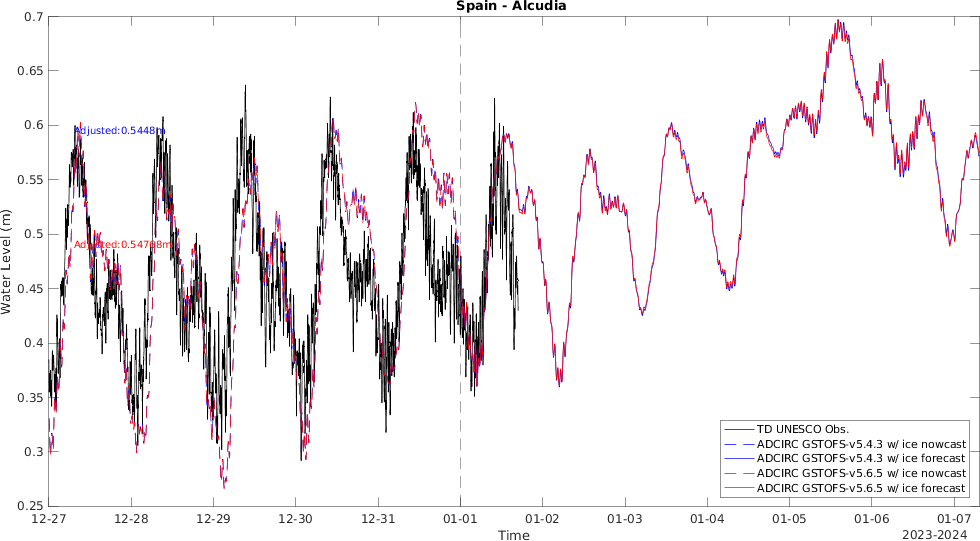 Spain - Alcudia
0.7
0.65
0.6
0.55
0.5
0.45
0.4
0.35
0.3
0.25
Water Level (m)
Adjusted:0.5448m
Adjusted:0.54768m
TD UNESCO Obs.
ADCIRC GSTOFS-v5.4.3 w/ ice nowcast
ADCIRC GSTOFS-v5.4.3 w/ ice forecast
ADCIRC GSTOFS-v5.6.5 w/ ice nowcast
ADCIRC GSTOFS-v5.6.5 w/ ice forecast
12-27 12-28 12-29 12-30 12-31 01-01 01-02 01-03 01-04 01-05 01-06 01-07
Time
2023-2024